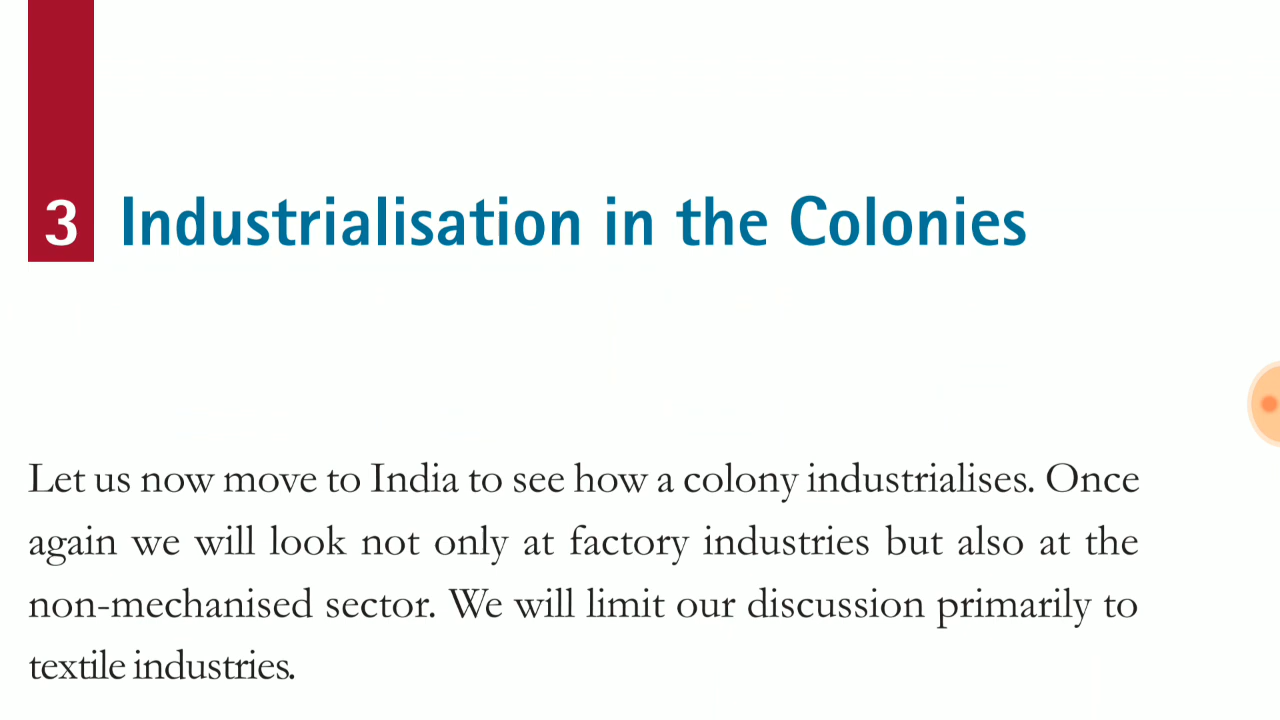 3 Industrialisation in the Colonies
Let us now move to India to see how a colony industrialises. Once
again we will look not only at factory industries but also at the
non-mechanised sector. We will limit our discussion primarily to
textile industries.